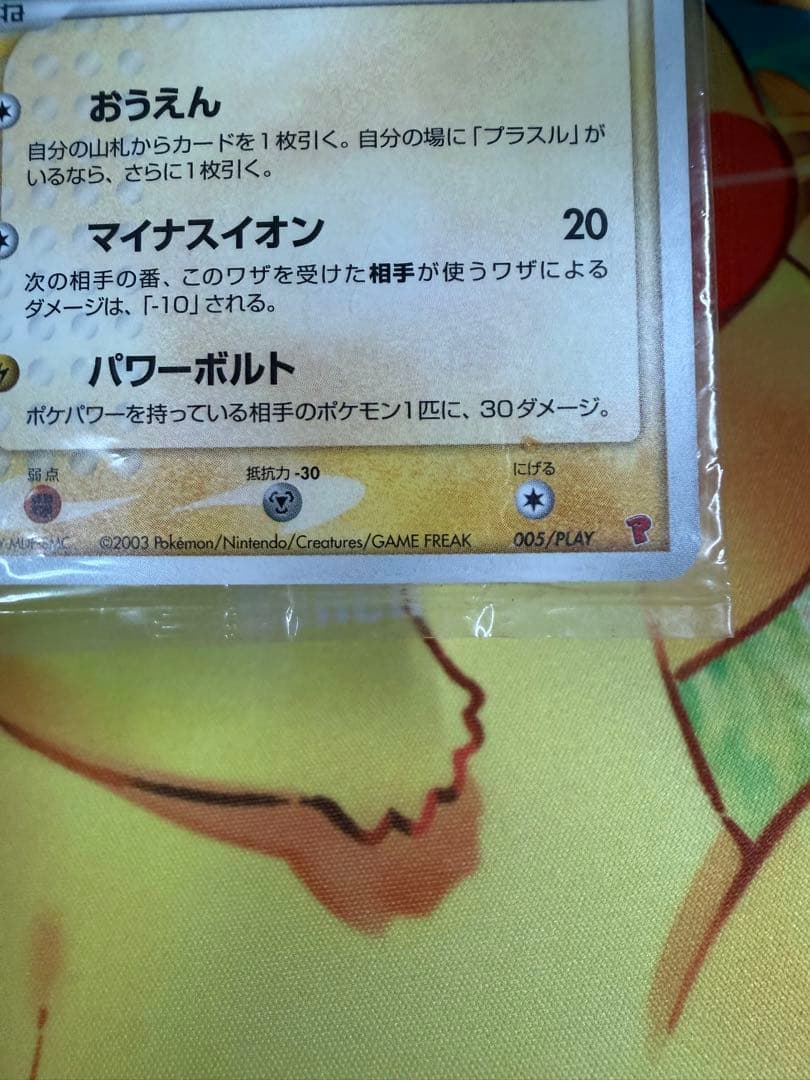 ね
おうえん
自分の山札からカードを1枚引く。自分の場に「プラスル」が
いるなら、さらに1枚引く。
マイナスイオン 20
次の相手の番、このワザを受けた相手が使うワザによる
ダメージは、「-10」される。
パワーボルト
ポケパワーを持っている相手のポケモン1匹に、30ダメージ。
弱点 抵抗力 -30 にげる
©2003 Pokémon/Nintendo/Creatures/GAME FREAK 005/PLAY